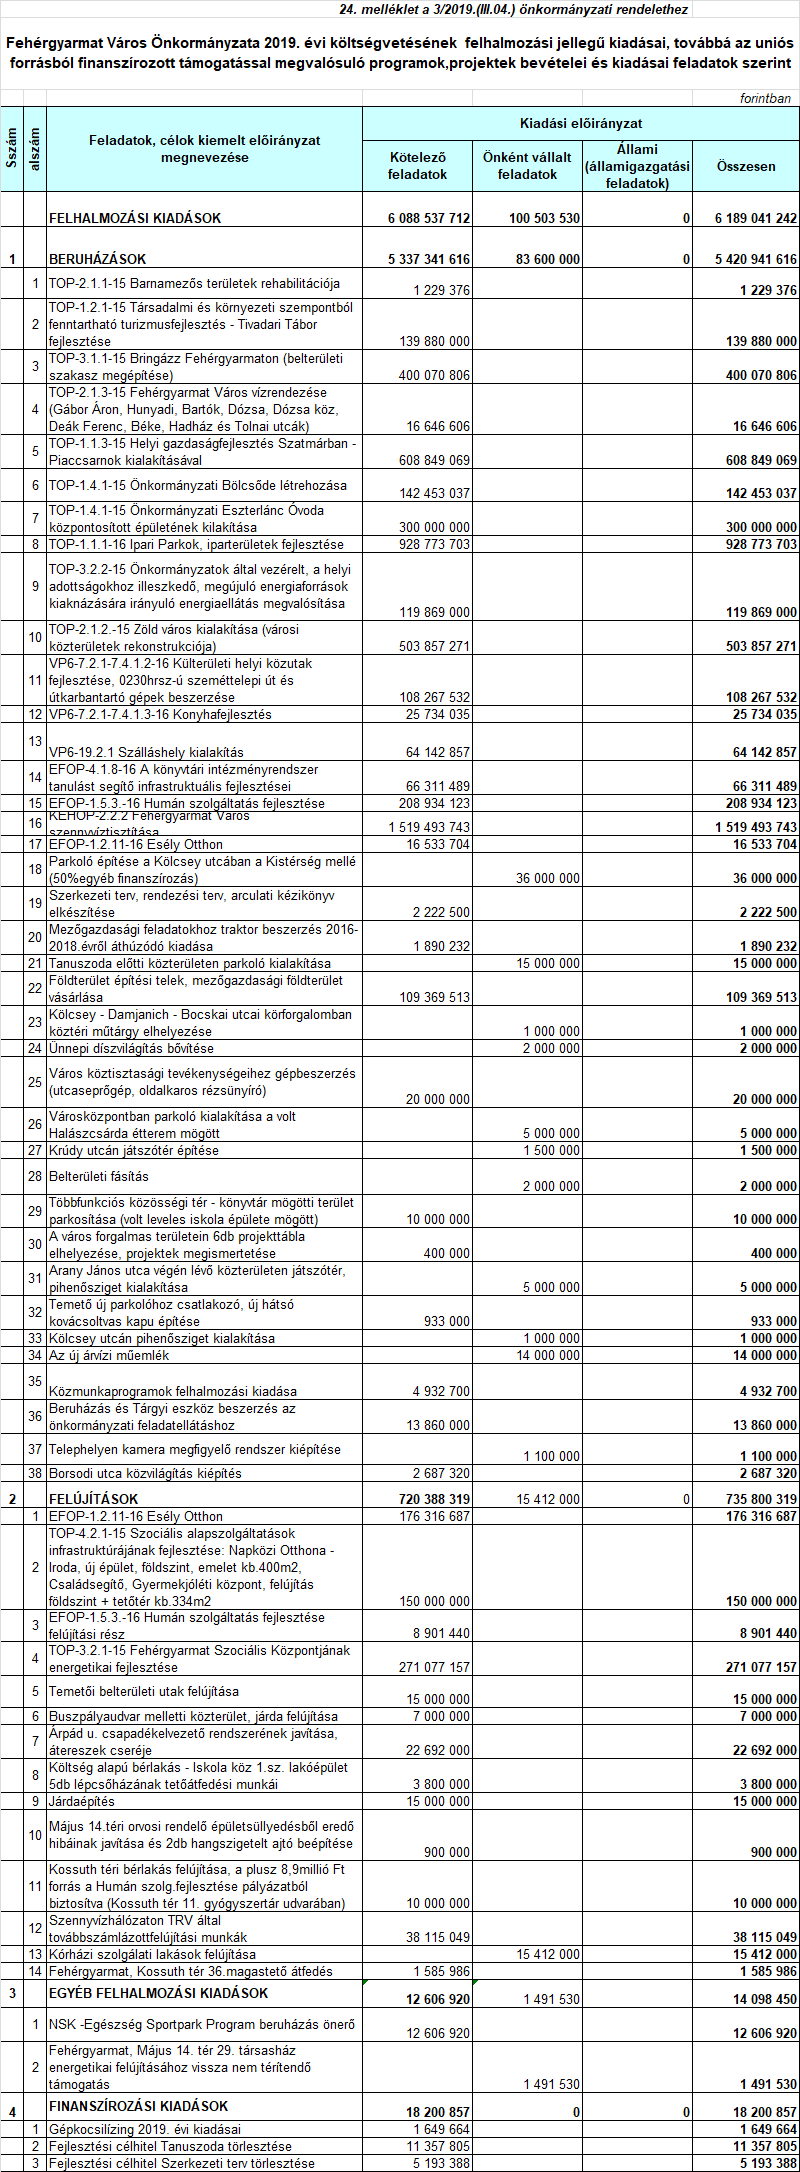 24. melléklet a 3/2019.(III.04.) önkormányzati rendelethez
Fehérgyarmat Város Önkormányzata 2019. évi költségvetésének felhalmozási jellegű kiadásai, továbbá az uniós
forrásból finanszírozott támogatással megvalósuló programok,projektek bevételei és kiadásai feladatok szerint
forintban
Sszám alszám Feladatok, célok kiemelt előirányzat
megnevezése
Kiadási előirányzat
Kötelező
feladatok
Önként vállalt
feladatok
Állami
(államigazgatási
feladatok)
Összesen
FELHALMOZÁSI KIADÁSOK 6 088 537 712 100 503 530 0 6 189 041 242
1 BERUHÁZÁSOK 5 337 341 616 83 600 000 0 5 420 941 616
1 TOP-2.1.1-15 Barnamezős területek rehabilitációja 1 229 376 1 229 376
TOP-1.2.1-15 Társadalmi és környezeti szempontból
2 fenntartható turizmusfejlesztés - Tivadari Tábor
fejlesztése 139 880 000 139 880 000
3 TOP-3.1.1-15 Bringázz Fehérgyarmaton (belterületi
szakasz megépítése) 400 070 806 400 070 806
TOP-2.1.3-15 Fehérgyarmat Város vízrendezése
4 (Gábor Áron, Hunyadi, Bartók, Dózsa, Dózsa köz,
Deák Ferenc, Béke, Hadház és Tolnai utcák) 16 646 606 16 646 606
5 TOP-1.1.3-15 Helyi gazdaságfejlesztés Szatmárban -
Piaccsarnok kialakításával 608 849 069 608 849 069
6 TOP-1.4.1-15 Önkormányzati Bölcsőde létrehozása 142 453 037 142 453 037
7 TOP-1.4.1-15 Önkormányzati Eszterlánc Óvoda
központosított épületének kilakítása 300 000 000 300 000 000
8 TOP-1.1.1-16 Ipari Parkok, iparterületek fejlesztése 928 773 703 928 773 703
TOP-3.2.2-15 Önkormányzatok által vezérelt, a helyi
9 adottságokhoz illeszkedő, megújuló energiaforrások
kiaknázására irányuló energiaellátás megvalósítása 119 869 000 119 869 000
10 TOP-2.1.2.-15 Zöld város kialakítása (városi
közterületek rekonstrukciója) 503 857 271 503 857 271
VP6-7.2.1-7.4.1.2-16 Külterületi helyi közutak
11 fejlesztése, 0230hrsz-ú szeméttelepi út és
útkarbantartó gépek beszerzése 108 267 532 108 267 532
12 VP6-7.2.1-7.4.1.3-16 Konyhafejlesztés 25 734 035 25 734 035
13 VP6-19.2.1 Szálláshely kialakítás 64 142 857 64 142 857
14 EFOP-4.1.8-16 A könyvtári intézményrendszer
tanulást segítő infrastruktuális fejlesztései 66 311 489 66 311 489
15 EFOP-1.5.3.-16 Humán szolgáltatás fejlesztése 208 934 123 208 934 123
16 KEHOP-2.2.2 Fehérgyarmat Város
szennyvíztisztítása 1 519 493 743 1 519 493 743
17 EFOP-1.2.11-16 Esély Otthon 16 533 704 16 533 704
18 Parkoló építése a Kölcsey utcában a Kistérség mellé
(50%egyéb finanszírozás) 36 000 000 36 000 000
19 Szerkezeti terv, rendezési terv, arculati kézikönyv
elkészítése 2 222 500 2 222 500
20 Mezőgazdasági feladatokhoz traktor beszerzés 2016-
2018.évről áthúzódó kiadása 1 890 232 1 890 232
21 Tanuszoda előtti közterületen parkoló kialakítása 15 000 000 15 000 000
22 Földterület építési telek, mezőgazdasági földterület
vásárlása 109 369 513 109 369 513
23 Kölcsey - Damjanich - Bocskai utcai körforgalomban
köztéri műtárgy elhelyezése 1 000 000 1 000 000
24 Ünnepi díszvilágítás bővítése 2 000 000 2 000 000
25 Város köztisztasági tevékenységeihez gépbeszerzés
(utcaseprőgép, oldalkaros rézsünyíró) 20 000 000 20 000 000
26 Városközpontban parkoló kialakítása a volt
Halászcsárda étterem mögött 5 000 000 5 000 000
27 Krúdy utcán játszótér építése 1 500 000 1 500 000
28 Belterületi fásítás 2 000 000 2 000 000
29 Többfunkciós közösségi tér - könyvtár mögötti terület
parkosítása (volt leveles iskola épülete mögött) 10 000 000 10 000 000
30 A város forgalmas területein 6db projekttábla
elhelyezése, projektek megismertetése 400 000 400 000
31 Arany János utca végén lévő közterületen játszótér,
pihenősziget kialakítása 5 000 000 5 000 000
32 Temető új parkolóhoz csatlakozó, új hátsó
kovácsoltvas kapu építése 933 000 933 000
33 Kölcsey utcán pihenősziget kialakítása 1 000 000 1 000 000
34 Az új árvízi műemlék 14 000 000 14 000 000
35 Közmunkaprogramok felhalmozási kiadása 4 932 700 4 932 700
36 Beruházás és Tárgyi eszköz beszerzés az
önkormányzati feladatellátáshoz 13 860 000 13 860 000
37 Telephelyen kamera megfigyelő rendszer kiépítése 1 100 000 1 100 000
38 Borsodi utca közvilágítás kiépítés 2 687 320 2 687 320
2 FELÚJÍTÁSOK 720 388 319 15 412 000 0 735 800 319
1 EFOP-1.2.11-16 Esély Otthon 176 316 687 176 316 687
TOP-4.2.1-15 Szociális alapszolgáltatások
infrastruktúrájának fejlesztése: Napközi Otthona -
2 Iroda, új épület, földszint, emelet kb.400m2,
Családsegítő, Gyermekjóléti központ, felújítás
földszint + tetőtér kb.334m2 150 000 000 150 000 000
3 EFOP-1.5.3.-16 Humán szolgáltatás fejlesztése
felújítási rész 8 901 440 8 901 440
4 TOP-3.2.1-15 Fehérgyarmat Szociális Központjának
energetikai fejlesztése 271 077 157 271 077 157
5 Temetői belterületi utak felújítása 15 000 000 15 000 000
6 Buszpályaudvar melletti közterület, járda felújítása 7 000 000 7 000 000
7 Árpád u. csapadékelvezető rendszerének javítása,
átereszek cseréje 22 692 000 22 692 000
8 Költség alapú bérlakás - Iskola köz 1.sz. lakóépület
5db lépcsőházának tetőátfedési munkái 3 800 000 3 800 000
9 Járdaépítés 15 000 000 15 000 000
10 Május 14.téri orvosi rendelő épületsüllyedésből eredő
hibáinak javítása és 2db hangszigetelt ajtó beépítése 900 000 900 000
Kossuth téri bérlakás felújítása, a plusz 8,9millió Ft
11 forrás a Humán szolg.fejlesztése pályázatból
biztosítva (Kossuth tér 11. gyógyszertár udvarában) 10 000 000 10 000 000
12 Szennyvízhálózaton TRV által
továbbszámlázottfelújítási munkák 38 115 049 38 115 049
13 Kórházi szolgálati lakások felújítása 15 412 000 15 412 000
14 Fehérgyarmat, Kossuth tér 36.magastető átfedés 1 585 986 1 585 986
3 EGYÉB FELHALMOZÁSI KIADÁSOK 12 606 920 1 491 530 14 098 450
1 NSK -Egészség Sportpark Program beruházás önerő 12 606 920 12 606 920
Fehérgyarmat, Május 14. tér 29. társasház
2 energetikai felújításához vissza nem térítendő
támogatás 1 491 530 1 491 530
4 FINANSZÍROZÁSI KIADÁSOK 18 200 857 0 0 18 200 857
1 Gépkocsilízing 2019. évi kiadásai 1 649 664 1 649 664
2 Fejlesztési célhitel Tanuszoda törlesztése 11 357 805 11 357 805
3 Fejlesztési célhitel Szerkezeti terv törlesztése 5 193 388 5 193 388